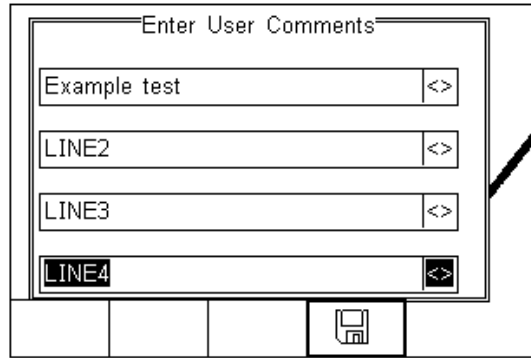 Enter User Comments
Example test <>
LINE2 <>
LINE3 <>
LINE4 <>